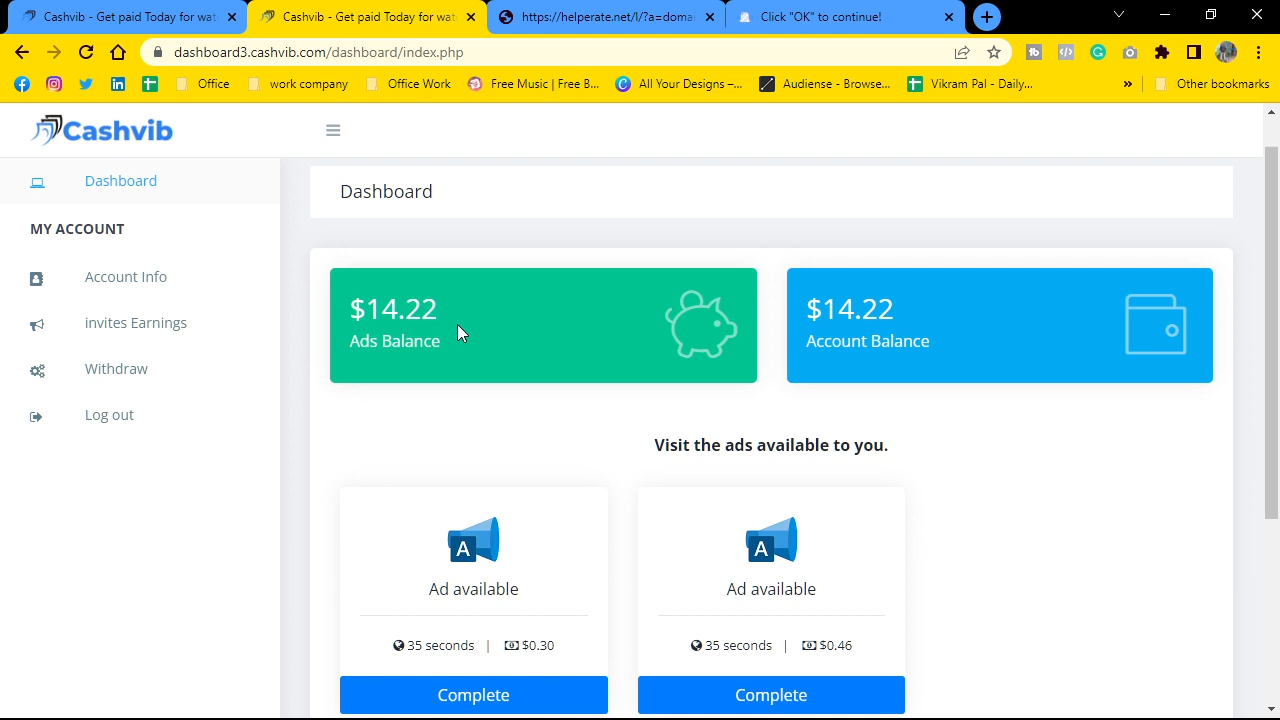 Cashvib - Get paid Today for wat
Cashvib - Get paid Today for wat
https://helperate.net/l/?a=domai
Click "OK" to continue!
dashboard3.cashvib.com/dashboard/index.php
Office
work company
Office Work
Free Music | Free B...
All Your Designs –...
Audiense - Browse...
Vikram Pal - Daily...
»
Other bookmarks
Cashvib
Dashboard
Dashboard
MY ACCOUNT
Account Info
invites Earnings
Withdraw
Log out
$14.22
Ads Balance
$14.22
Account Balance
Visit the ads available to you.
A
Ad available
35 seconds | $0.30
Complete
A
Ad available
35 seconds | $0.46
Complete